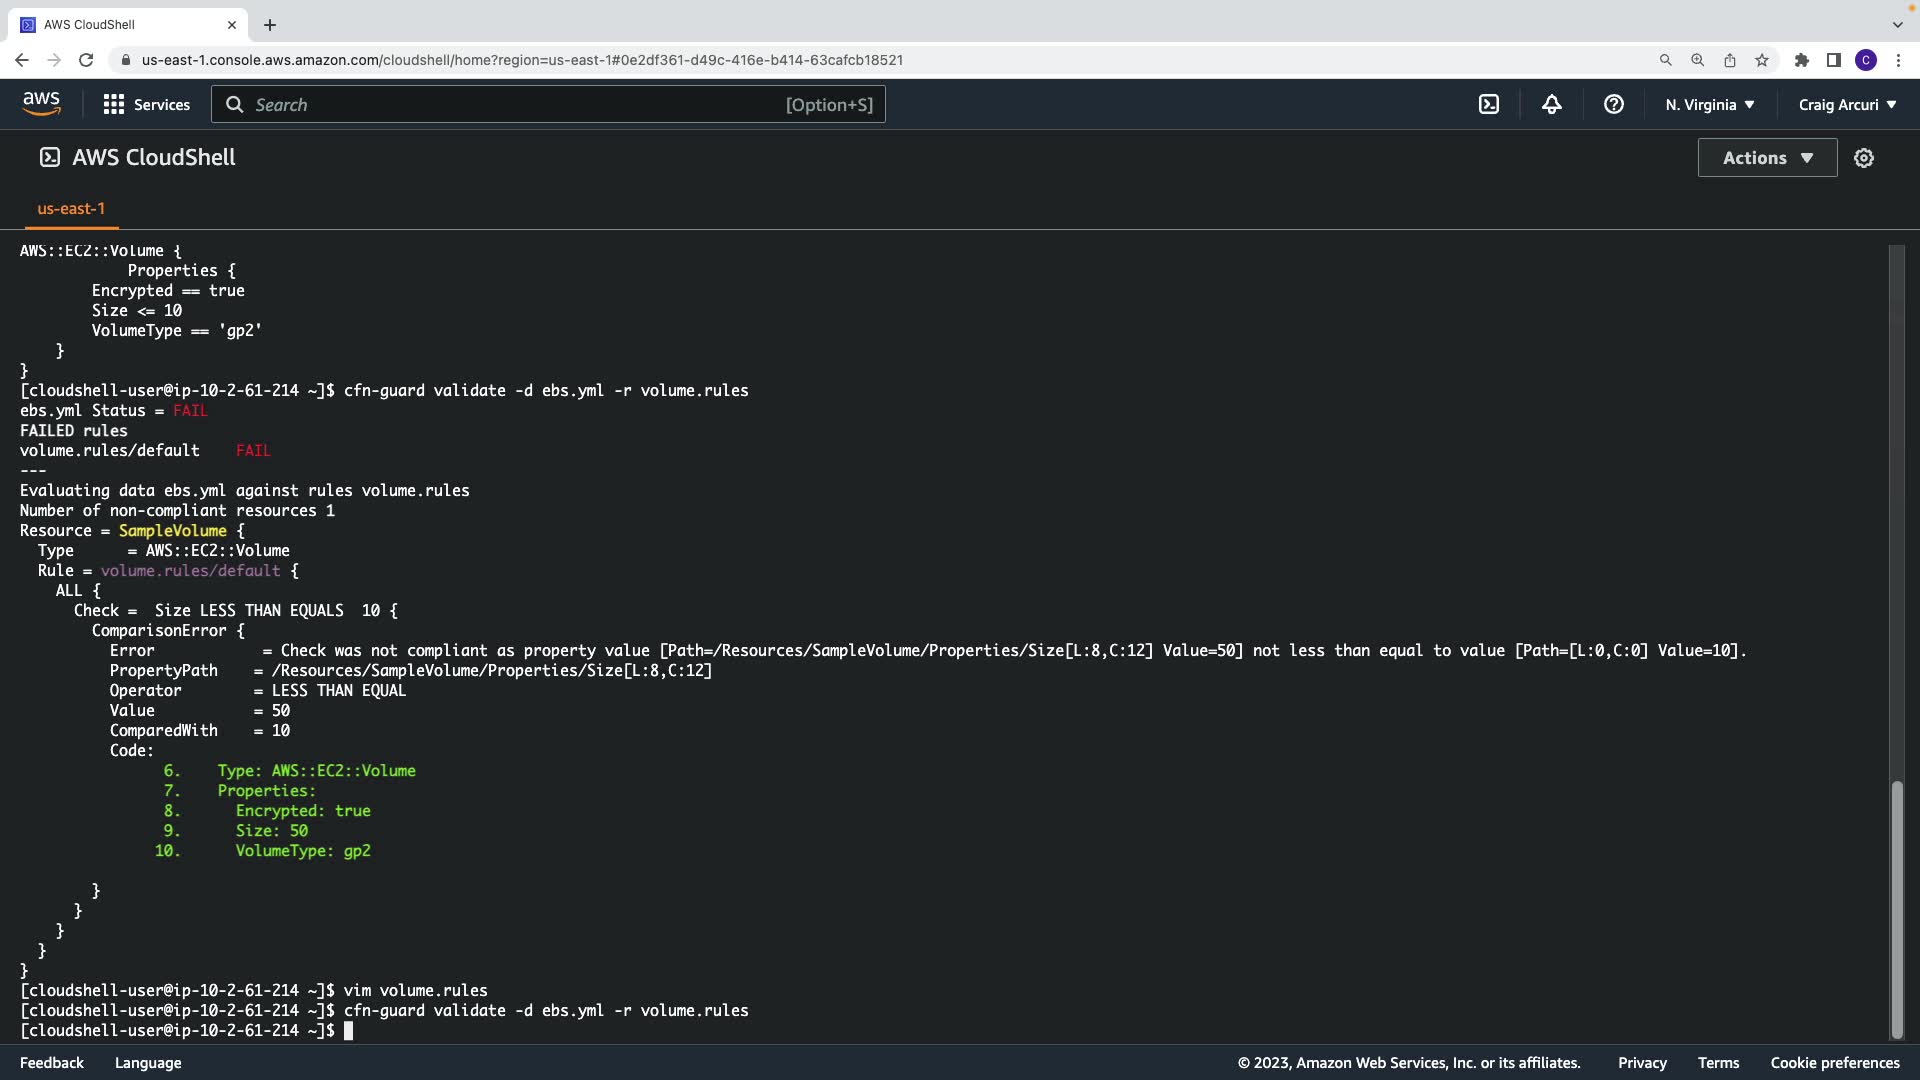 AWS CloudShell
us-east-1.console.aws.amazon.com/cloudshell/home?region=us-east-1#0e2df361-d49c-416e-b414-63cafcb18521
C
aws
Services
Search
[Option+S]
N. Virginia
Craig Arcuri
AWS CloudShell
Actions
us-east-1
AWS::EC2::Volume {
            Properties {
        Encrypted == true
        Size <= 10
        VolumeType == 'gp2'
    }
}
[cloudshell-user@ip-10-2-61-214 ~]$ cfn-guard validate -d ebs.yml -r volume.rules
ebs.yml Status = FAIL
FAILED rules
volume.rules/default    FAIL
---
Evaluating data ebs.yml against rules volume.rules
Number of non-compliant resources 1
Resource = SampleVolume {
  Type      = AWS::EC2::Volume
  Rule = volume.rules/default {
    ALL {
      Check =  Size LESS THAN EQUALS  10 {
        ComparisonError {
          Error            = Check was not compliant as property value [Path=/Resources/SampleVolume/Properties/Size[L:8,C:12] Value=50] not less than equal to value [Path=[L:0,C:0] Value=10].
          PropertyPath    = /Resources/SampleVolume/Properties/Size[L:8,C:12]
          Operator        = LESS THAN EQUAL
          Value           = 50
          ComparedWith    = 10
          Code:
                6.    Type: AWS::EC2::Volume
                7.    Properties:
                8.      Encrypted: true
                9.      Size: 50
               10.      VolumeType: gp2
        }
      }
    }
  }
}
[cloudshell-user@ip-10-2-61-214 ~]$ vim volume.rules
[cloudshell-user@ip-10-2-61-214 ~]$ cfn-guard validate -d ebs.yml -r volume.rules
[cloudshell-user@ip-10-2-61-214 ~]$
Feedback
Language
© 2023, Amazon Web Services, Inc. or its affiliates.
Privacy
Terms
Cookie preferences